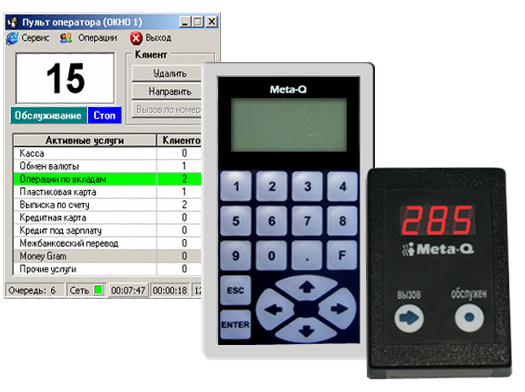 Пульт оператора (ОКНО 1)
Сервис Операции Выход
15
Клиент
Удалить
Направить
Вызов по номеру
Обслуживание Стоп
Активные услуги Клиенто
Касса 0
Обмен валюты 1
Операции по вкладам 2
Пластиковая карта 1
Выписка по счету 2
Кредитная карта 0
Кредит под зарплату 0
Межбанковский перевод 0
Money Gram 0
Прочие услуги 0
Очередь: 6 Сеть 00:07:47 00:00:18 12
Meta-Q
1 2 3 4
5 6 7 8
9 0 . F
ESC
ENTER
285
Meta-Q
вызов обслужен